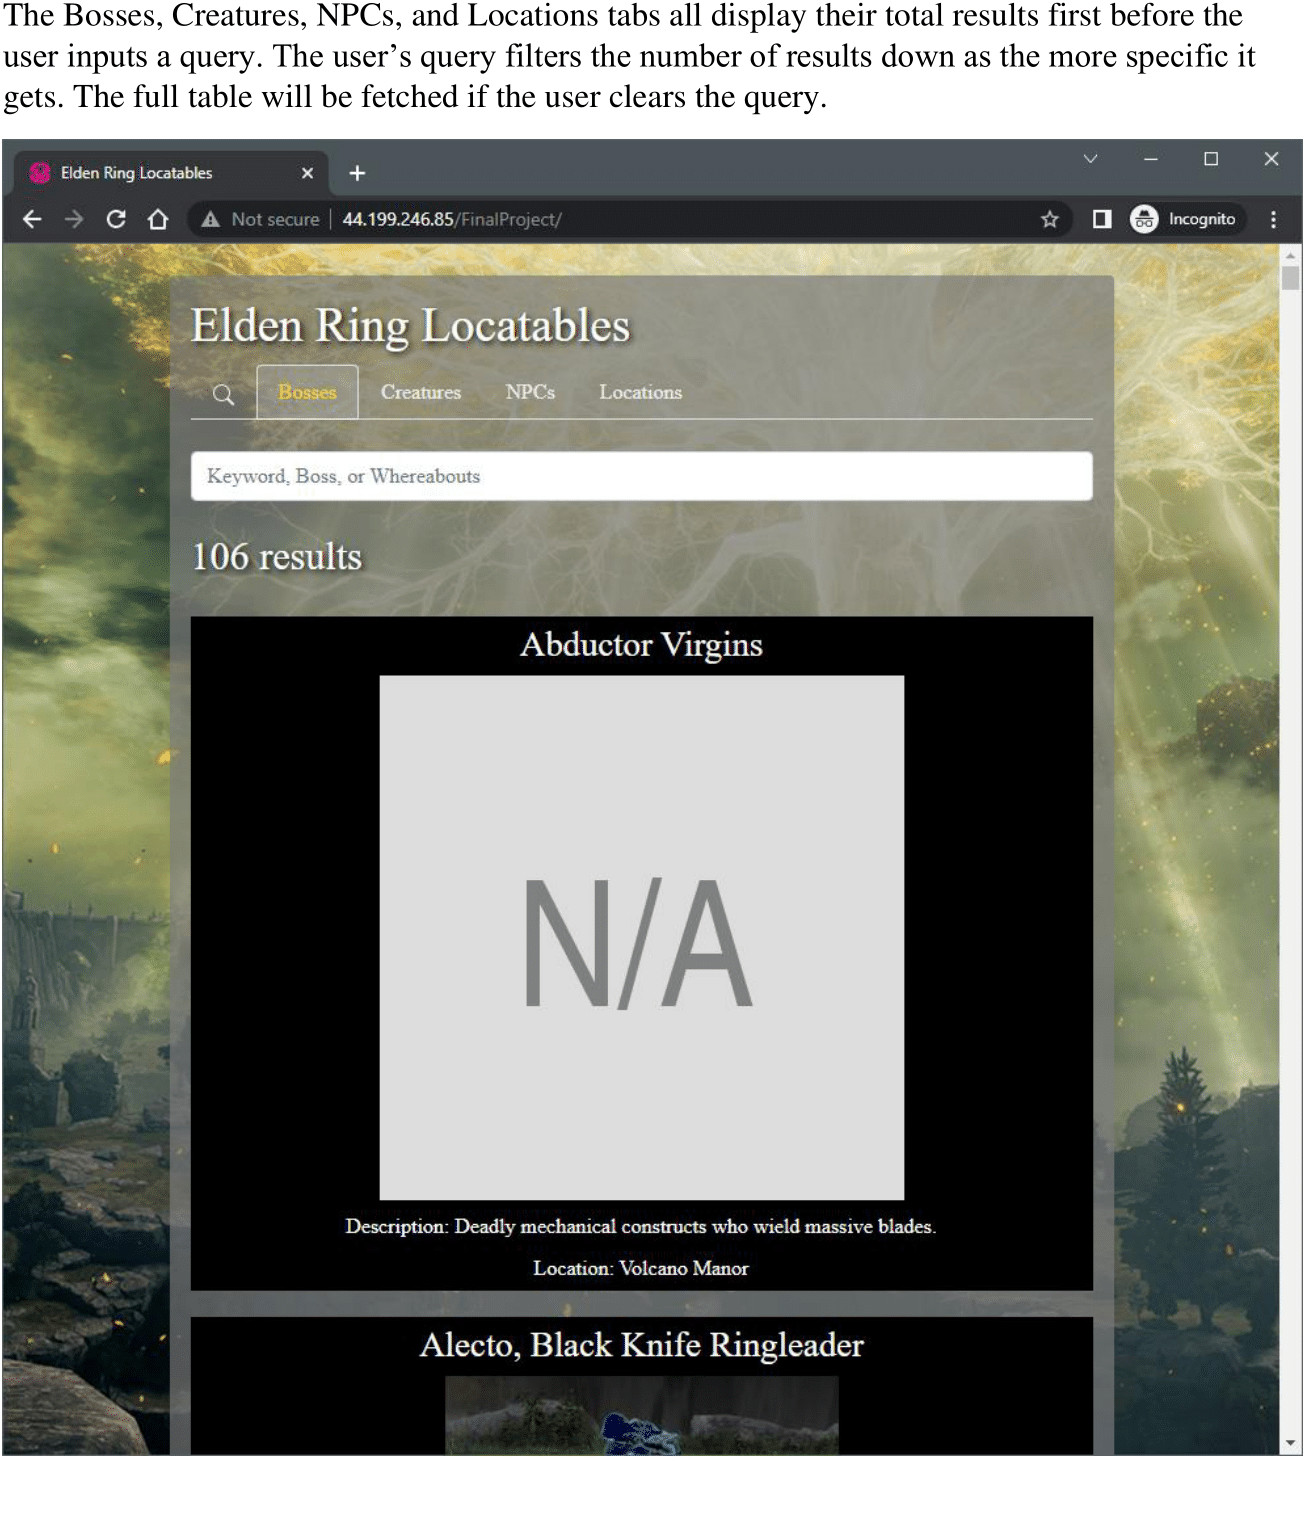 The Bosses, Creatures, NPCs, and Locations tabs all display their total results first before the
user inputs a query. The user’s query filters the number of results down as the more specific it
gets. The full table will be fetched if the user clears the query.
Elden Ring Locatables
Not secure | 44.199.246.85/FinalProject/ Incognito
Elden Ring Locatables
Bosses Creatures NPCs Locations
Keyword, Boss, or Whereabouts
106 results
Abductor Virgins
N/A
Description: Deadly mechanical constructs who wield massive blades.
Location: Volcano Manor
Alecto, Black Knife Ringleader